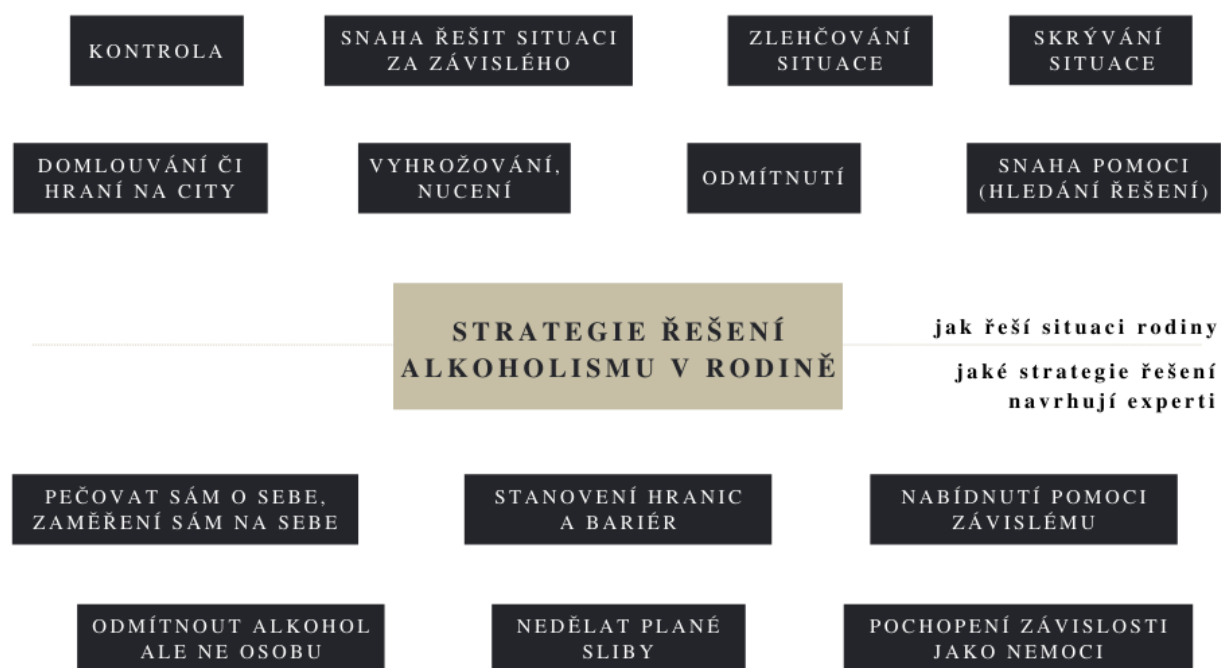 KONTROLA
SNAHA ŘEŠIT SITUACI
ZA ZÁVISLÉHO
ZLEHČOVÁNÍ
SITUACE
SKRÝVÁNÍ
SITUACE
DOMLOUVÁNÍ ČI
HRANÍ NA CITY
VYHROŽOVÁNÍ,
NUCENÍ
ODMÍTNUTÍ
SNAHA POMOCI
(HLEDÁNÍ ŘEŠENÍ)
STRATEGIE ŘEŠENÍ
ALKOHOLISMU V RODINĚ
jak řeší situaci rodiny
jaké strategie řešení
navrhují experti
PEČOVAT SÁM O SEBE,
ZAMĚŘENÍ SÁM NA SEBE
STANOVENÍ HRANIC
A BARIÉR
NABÍDNUTÍ POMOCI
ZÁVISLÉMU
ODMÍTNOUT ALKOHOL
ALE NE OSOBU
NEDĚLAT PLANÉ
SLIBY
POCHOPENÍ ZÁVISLOSTI
JAKO NEMOCI